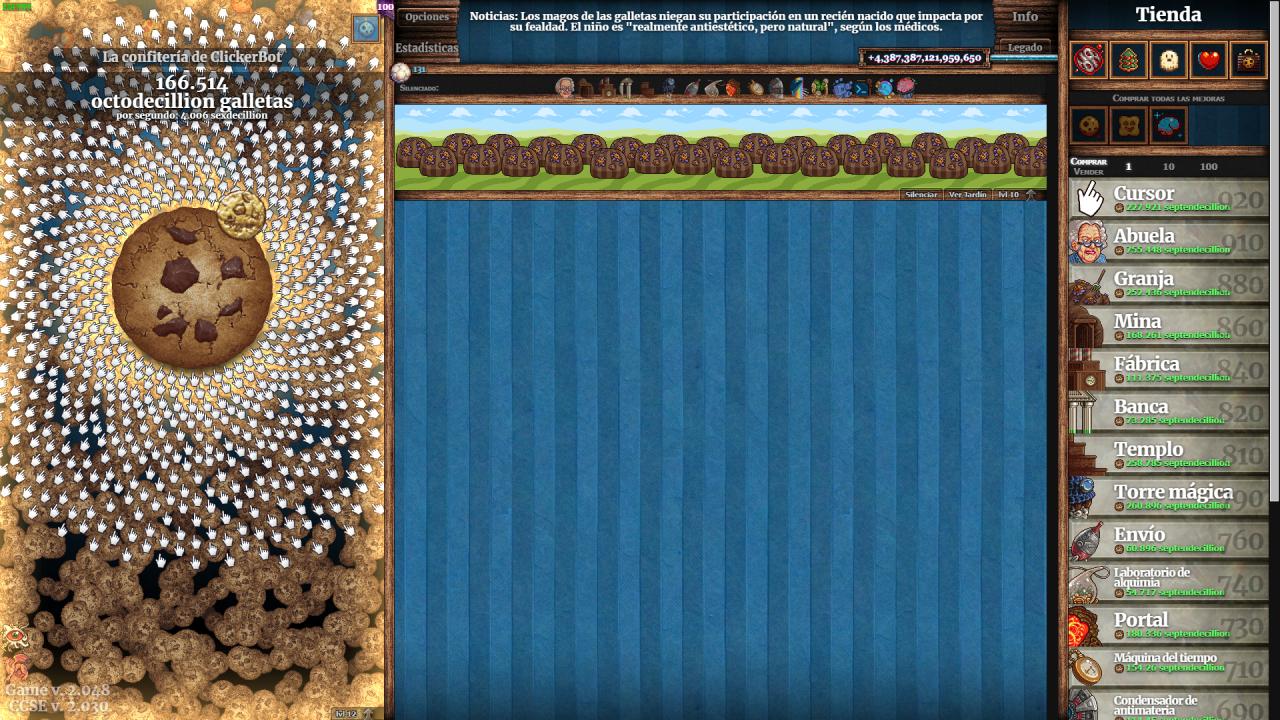 100
Opciones
Noticias: Los magos de las galletas niegan su participación en un recién nacido que impacta por
su fealdad. El niño es "realmente antiestético, pero natural", según los médicos.
Info
Estadísticas
Legado
+4,387,387,121,959,650
La confitería de ClickerBot
166.514
octodecillion galletas
por segundo: 4.006 sexdecillion
131
Silenciado:
Silenciar
Ver Jardín
lvl 10
Game v. 2.048
CCSE v. 2.030
lvl 12
Tienda
Comprar todas las mejoras
Comprar
Vender
1
10
100
Cursor
227.921 septendecillion
Abuela
755.448 septendecillion
910
Granja
252.436 septendecillion
880
Mina
168.261 septendecillion
860
Fábrica
111.375 septendecillion
840
Banca
73.285 septendecillion
820
Templo
258.785 septendecillion
810
Torre mágica
260.896 septendecillion
Envío
60.896 septendecillion
760
Laboratorio de
alquimia
54.717 septendecillion
740
Portal
180.336 septendecillion
730
Máquina del tiempo
154.26 septendecillion
710
Condensador de
antimateria
690